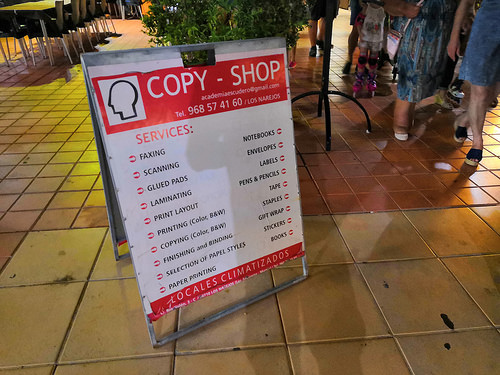 COPY - SHOP
academiaescudero@gmail.com
Tel. 968 57 41 60 / LOS NAREJOS
SERVICES:
FAXING
SCANNING
GLUED PADS
LAMINATING
PRINT LAYOUT
PRINTING (Color, B&W)
COPYING (Color, B&W)
FINISHING and BINDING
SELECTION OF PAPEL STYLES
PAPER PRINTING
NOTEBOOKS
ENVELOPES
LABELS
PENS & PENCILS
TAPE
STAPLES
GIFT WRAP
STICKERS
BOOKS
LOCALES CLIMATIZADOS